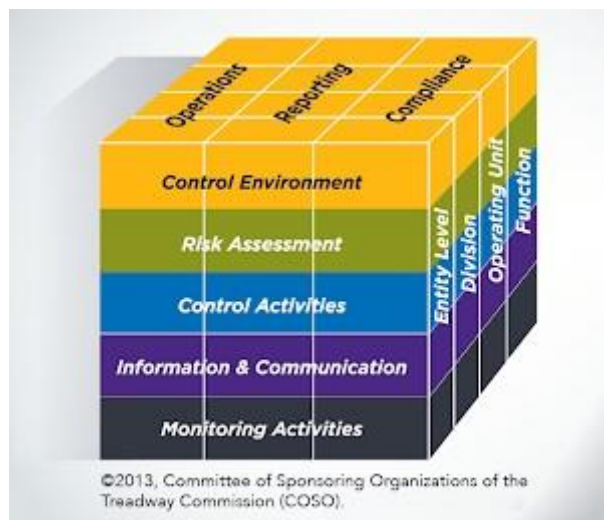 Operations
Reporting
Compliance
Control Environment
Risk Assessment
Control Activities
Information & Communication
Monitoring Activities
Entity Level
Division
Operating Unit
Function
©2013, Committee of Sponsoring Organizations of the
Treadway Commission (COSO).